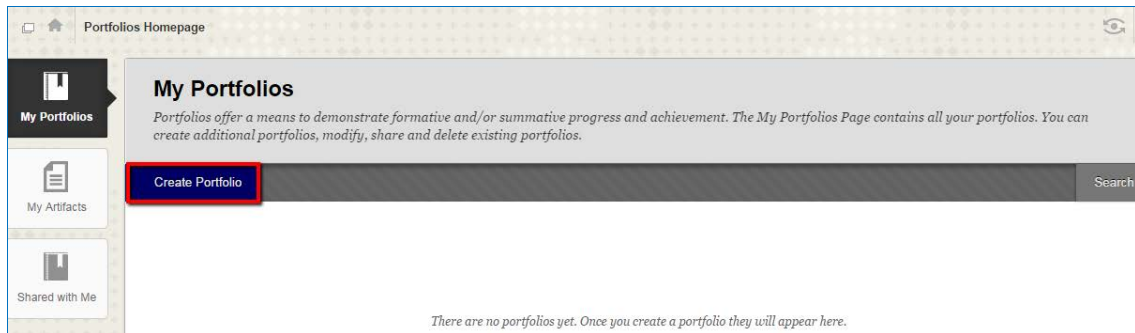 Portfolios Homepage
My Portfolios
My Portfolios
Portfolios offer a means to demonstrate formative and/or summative progress and achievement. The My Portfolios Page contains all your portfolios. You can
create additional portfolios, modify, share and delete existing portfolios.
Create Portfolio
Search
My Artifacts
Shared with Me
There are no portfolios yet. Once you create a portfolio they will appear here.